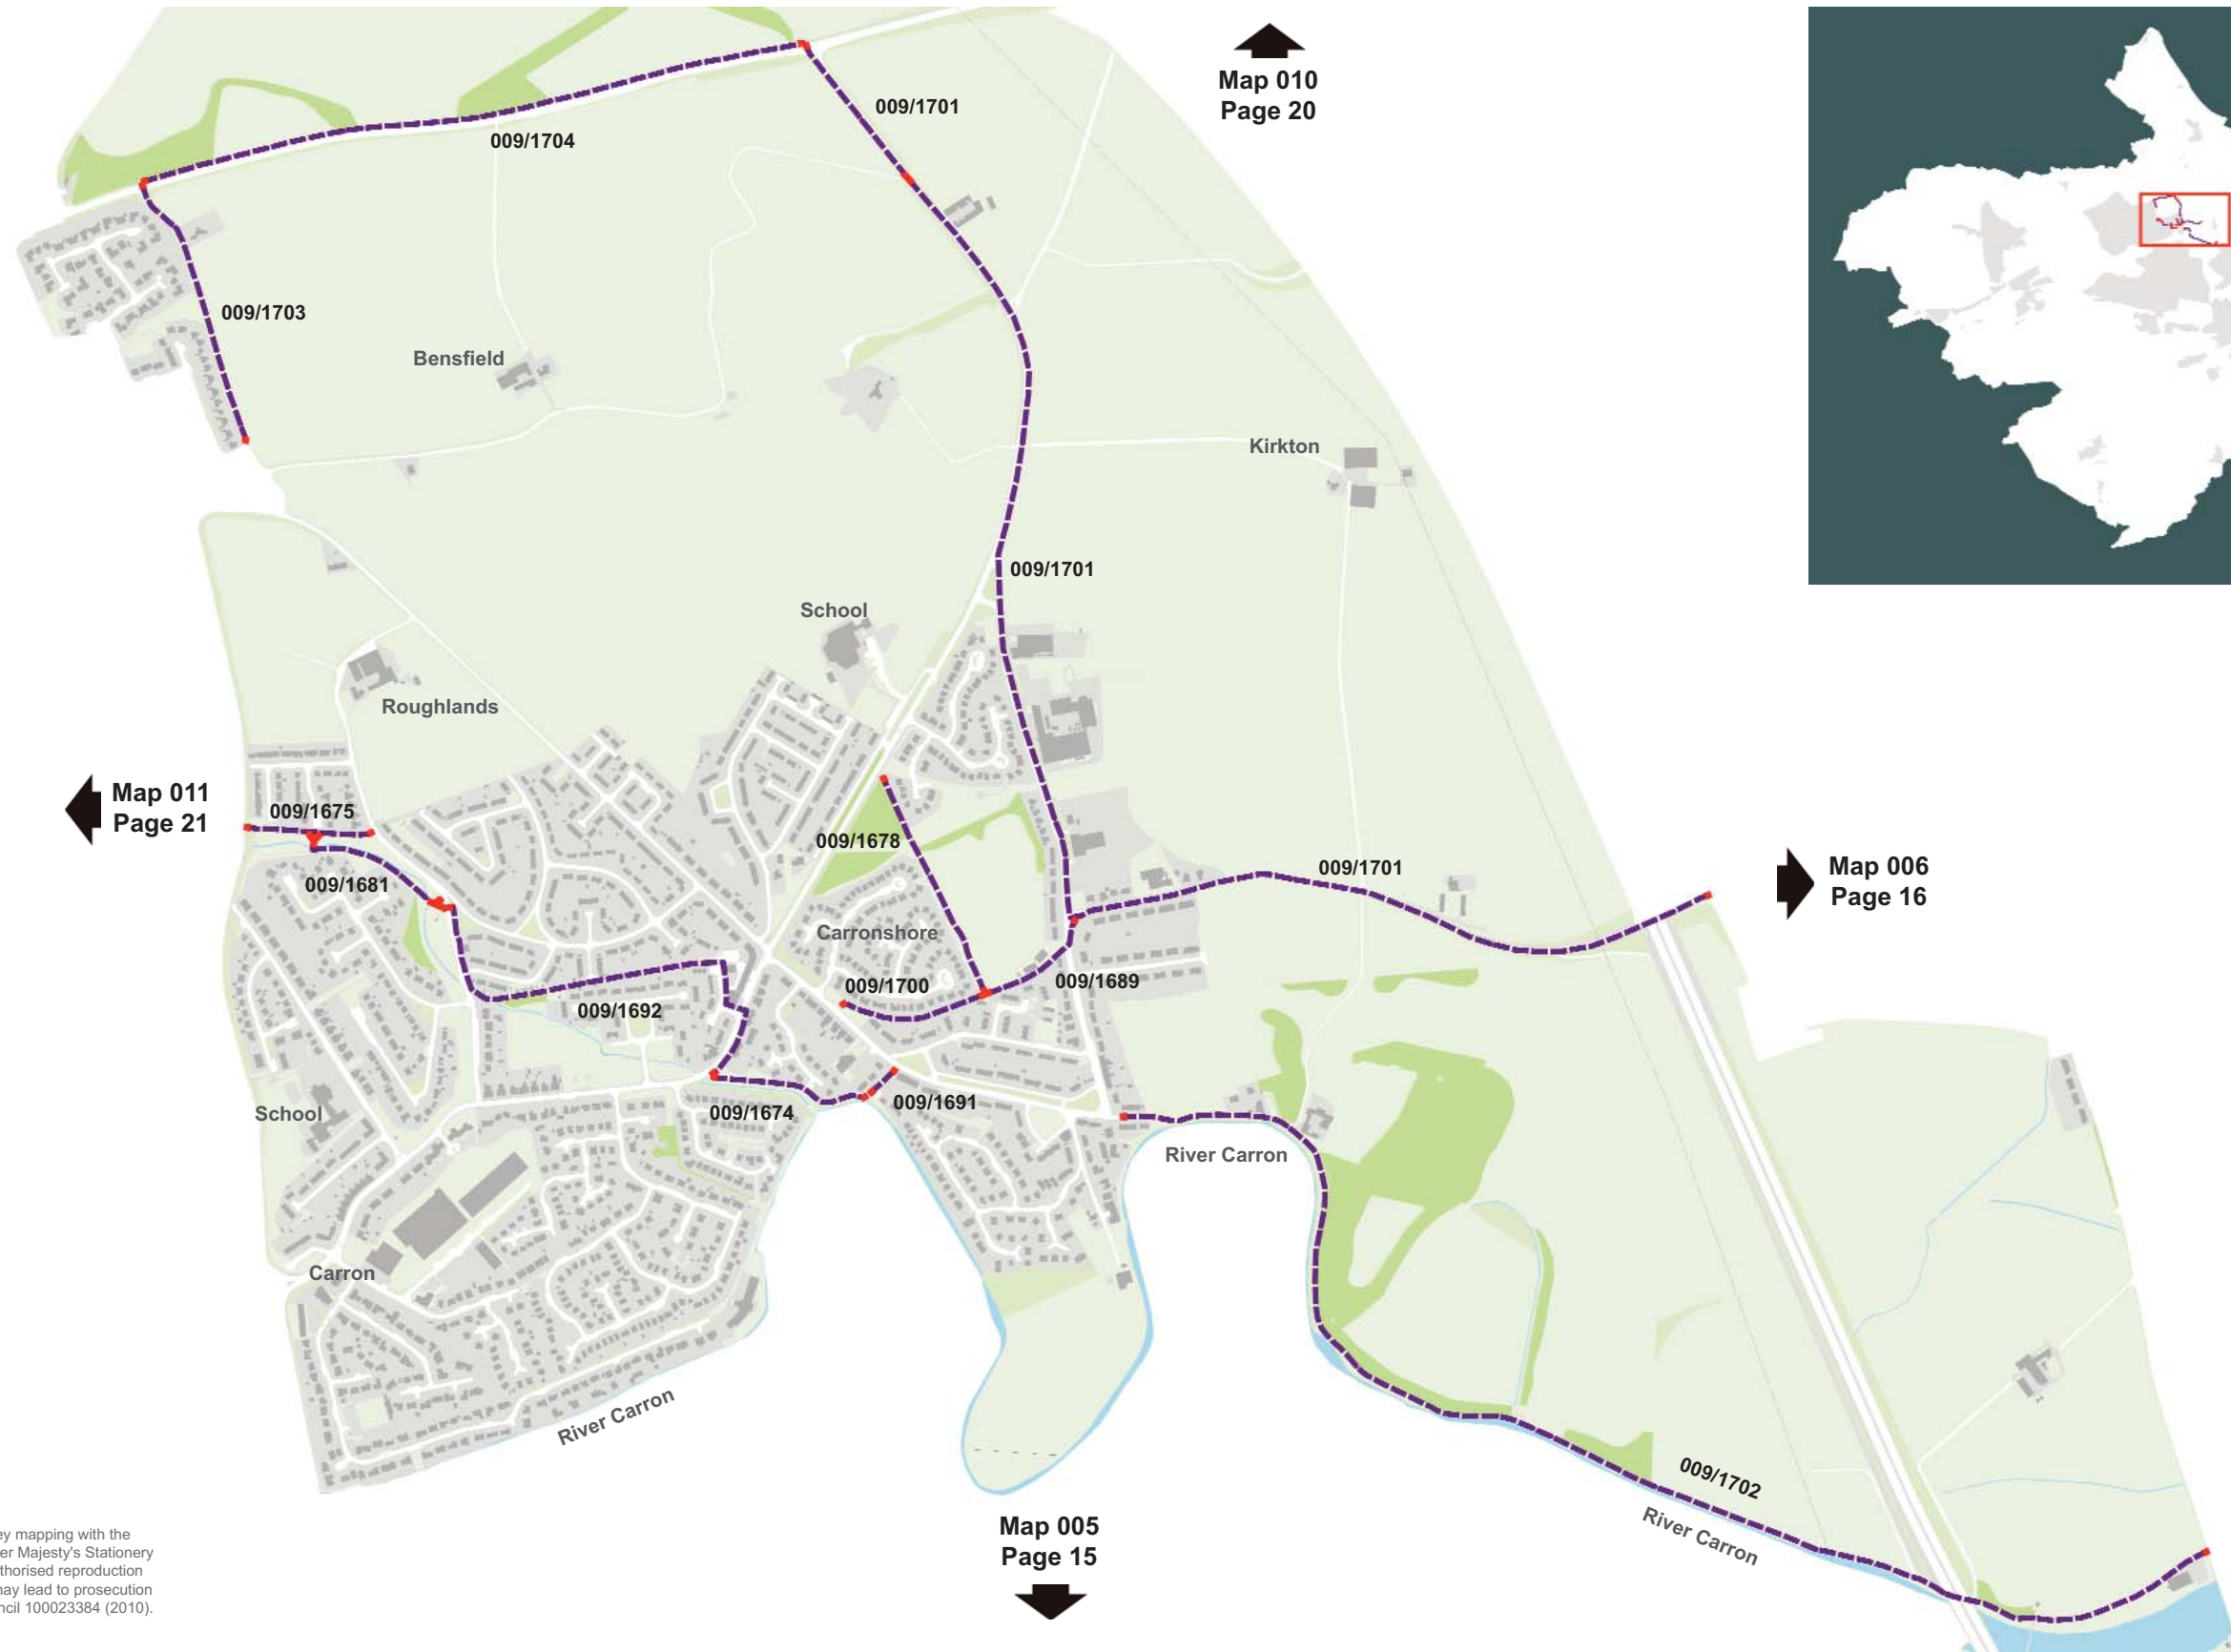 Map 010
Page 20
009/1701
009/1704
009/1703
Bensfield
Kirkton
009/1701
School
Roughlands
Map 011
Page 21
009/1675
009/1678
009/1681
009/1701
Map 006
Page 16
Carronshore
009/1700
009/1689
009/1692
009/1674
009/1691
School
River Carron
Carron
River Carron
009/1702
River Carron
Map 005
Page 15
ey mapping with the
er Majesty's Stationery
thorised reproduction
may lead to prosecution
ncil 100023384 (2010).